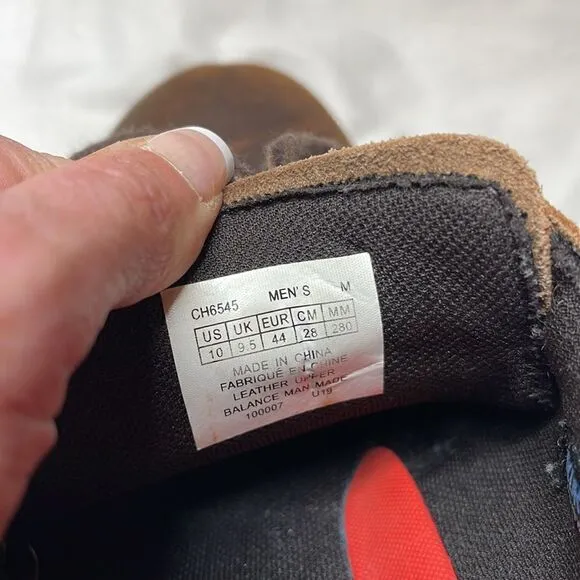 CH6545 MEN'S M
US UK EUR CM MM
10 9.5 44 28 280
MADE IN CHINA
FABRIQUÉ EN CHINE
LEATHER UPPER
BALANCE MAN MADE
100007 U19